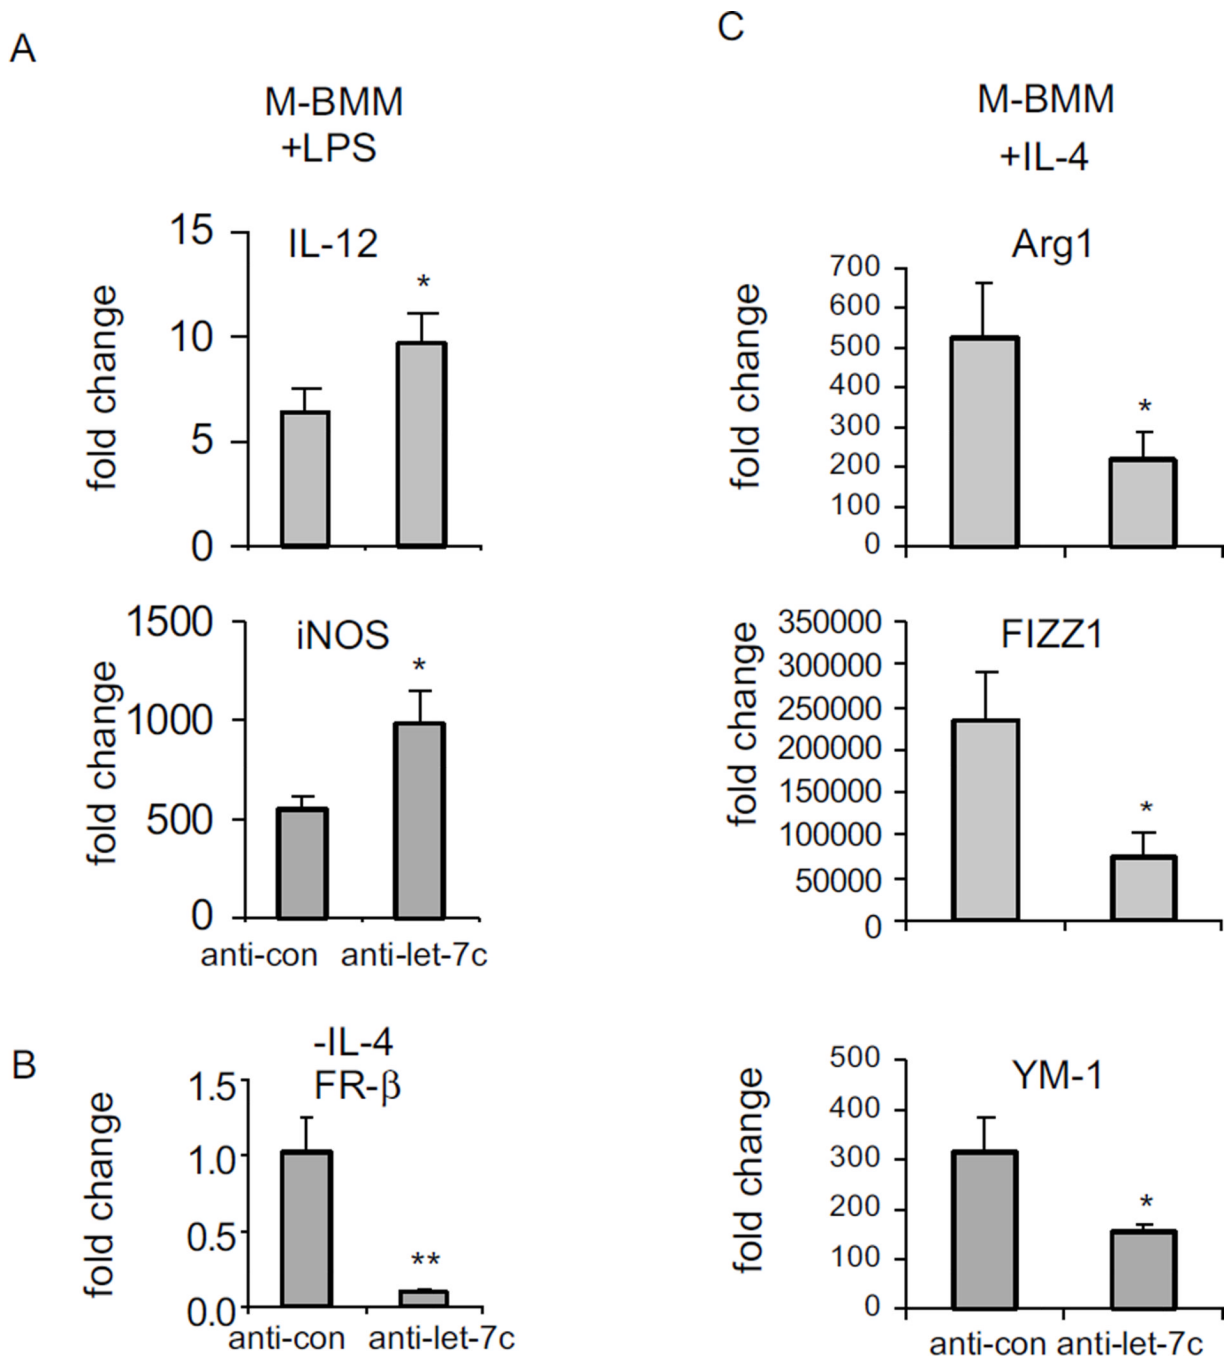 A
M-BMM
+LPS
IL-12
fold change
15
10
5
0
*
iNOS
fold change
1500
1000
500
0
*
anti-con anti-let-7c
B
-IL-4
FR-β
fold change
1.5
1.0
0.5
0.0
**
anti-con anti-let-7c
C
M-BMM
+IL-4
Arg1
fold change
700
600
500
400
300
200
100
0
*
FIZZ1
fold change
350000
300000
250000
200000
150000
100000
50000
0
*
YM-1
fold change
500
400
300
200
100
0
*
anti-con anti-let-7c